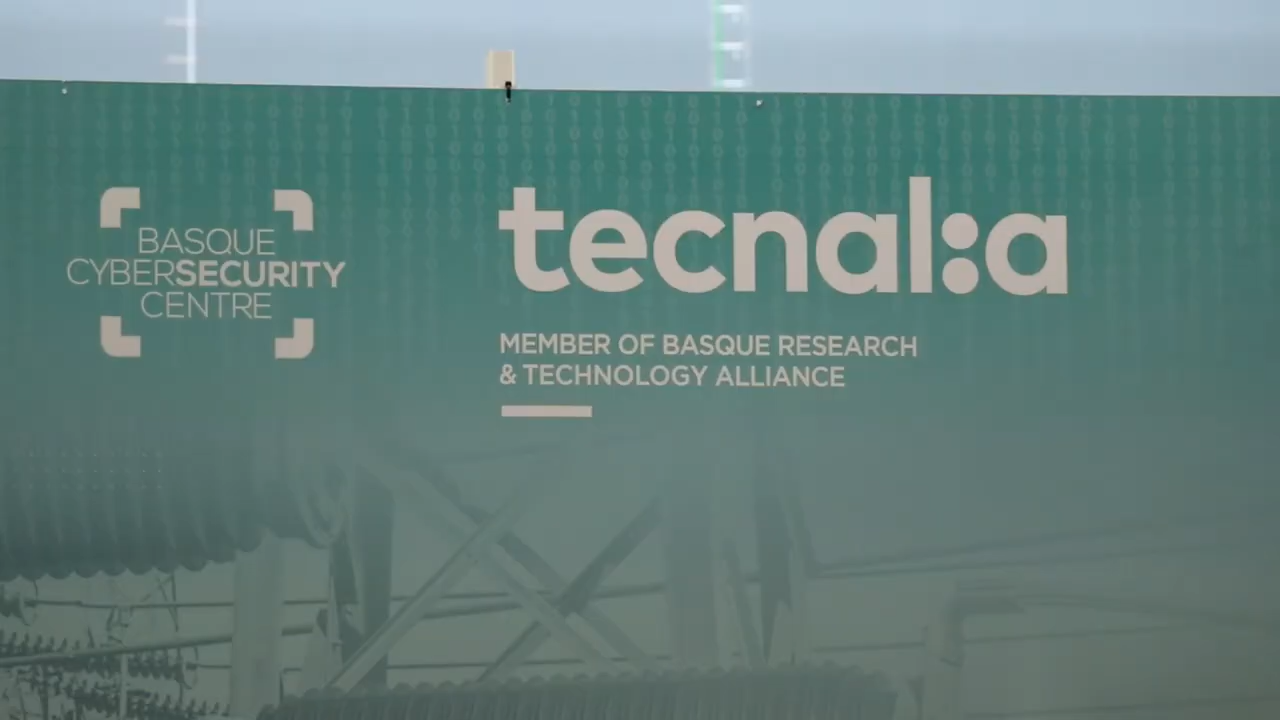 BASQUE
CYBERSECURITY
CENTRE
tecnal:a
MEMBER OF BASQUE RESEARCH
& TECHNOLOGY ALLIANCE